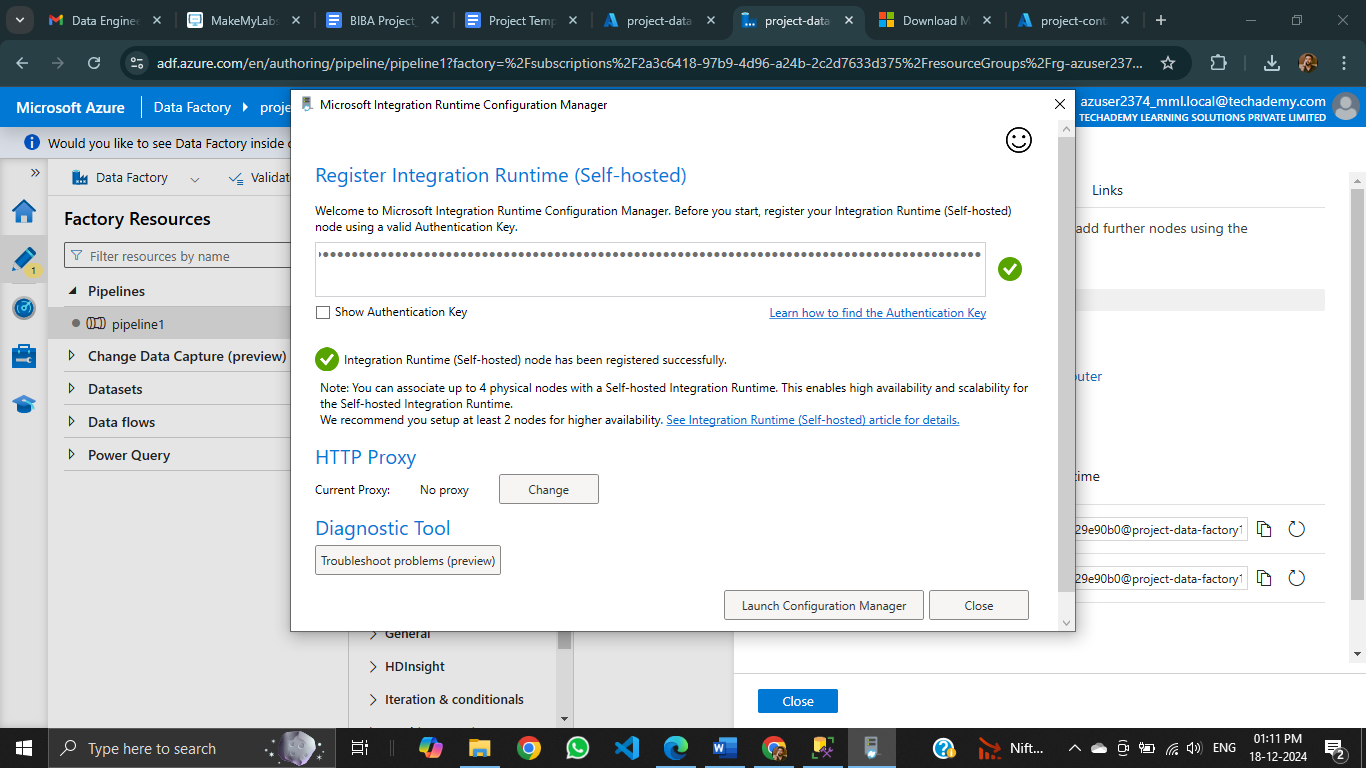 Data Enginee
MakeMyLabs
BIBA Project_
Project Temp
project-data
project-data
Download M
project-cont
adf.azure.com/en/authoring/pipeline/pipeline1?factory=%2Fsubscriptions%2F2a3c6418-97b9-4d96-a24b-2c2d7633d375%2FresourceGroups%2Frg-azuser237...
Microsoft Azure
Data Factory
proje
azuser2374_mml.local@techademy.com
TECHADEMY LEARNING SOLUTIONS PRIVATE LIMITED
Would you like to see Data Factory inside
Data Factory
Validat
Factory Resources
Filter resources by name
Pipelines
1
pipeline1
Change Data Capture (preview)
Datasets
Data flows
Power Query
Microsoft Integration Runtime Configuration Manager
Register Integration Runtime (Self-hosted)
Welcome to Microsoft Integration Runtime Configuration Manager. Before you start, register your Integration Runtime (Self-hosted)
node using a valid Authentication Key.
Show Authentication Key
Learn how to find the Authentication Key
Integration Runtime (Self-hosted) node has been registered successfully.
Note: You can associate up to 4 physical nodes with a Self-hosted Integration Runtime. This enables high availability and scalability for
the Self-hosted Integration Runtime.
We recommend you setup at least 2 nodes for higher availability. See Integration Runtime (Self-hosted) article for details.
HTTP Proxy
Current Proxy: No proxy
Change
Diagnostic Tool
Troubleshoot problems (preview)
Launch Configuration Manager
Close
General
HDInsight
Iteration & conditionals
Links
add further nodes using the
uter
time
29e90b0@project-data-factory1
29e90b0@project-data-factory1
Close
Type here to search
Nift...
ENG
01:11 PM
18-12-2024
2